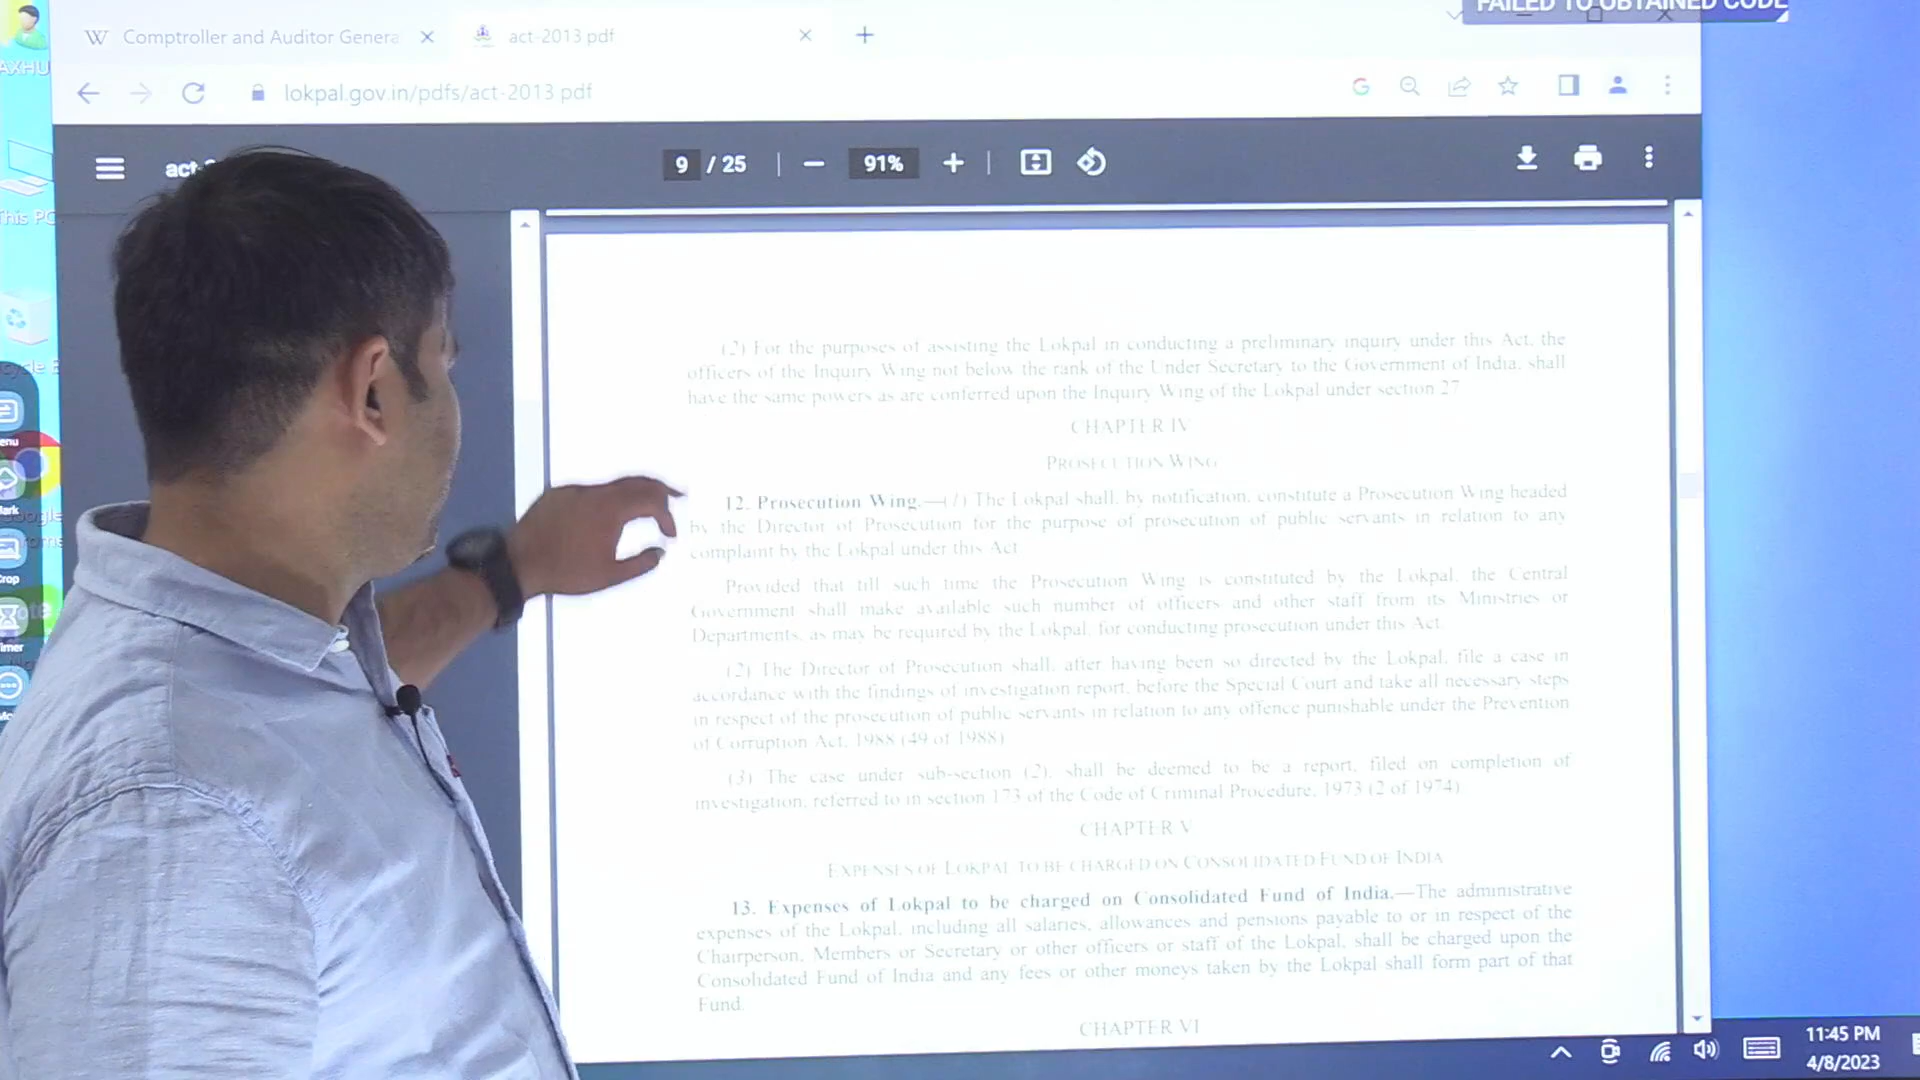 FAILED TO OBTAINED CODE
Comptroller and Auditor Genera
act-2013 pdf
lokpal.gov.in/pdfs/act-2013 pdf
act-
9 / 25
91%
AXHU
This PC
(2) For the purposes of assisting the Lokpal in conducting a preliminary inquiry under this Act, the
officers of the Inquiry Wing not below the rank of the Under Secretary to the Government of India, shall
have the same powers as are conferred upon the Inquiry Wing of the Lokpal under section 27
CHAPTER IV
PROSECUTION WING
12. Prosecution Wing.—(1) The Lokpal shall, by notification, constitute a Prosecution Wing headed
by the Director of Prosecution for the purpose of prosecution of public servants in relation to any
complaint by the Lokpal under this Act
Provided that till such time the Prosecution Wing is constituted by the Lokpal, the Central
Government shall make available such number of officers and other staff from its Ministries or
Departments, as may be required by the Lokpal, for conducting prosecution under this Act.
(2) The Director of Prosecution shall, after having been so directed by the Lokpal, file a case in
accordance with the findings of investigation report, before the Special Court and take all necessary steps
in respect of the prosecution of public servants in relation to any offence punishable under the Prevention
of Corruption Act, 1988 (49 of 1988)
(3) The case under sub-section (2), shall be deemed to be a report, filed on completion of
investigation, referred to in section 173 of the Code of Criminal Procedure, 1973 (2 of 1974)
CHAPTER V
EXPENSES OF LOKPAL TO BE CHARGED ON CONSOLIDATED FUND OF INDIA
13. Expenses of Lokpal to be charged on Consolidated Fund of India.—The administrative
expenses of the Lokpal, including all salaries, allowances and pensions payable to or in respect of the
Chairperson, Members or Secretary or other officers or staff of the Lokpal, shall be charged upon the
Consolidated Fund of India and any fees or other moneys taken by the Lokpal shall form part of that
Fund.
CHAPTER VI
11:45 PM
4/8/2023